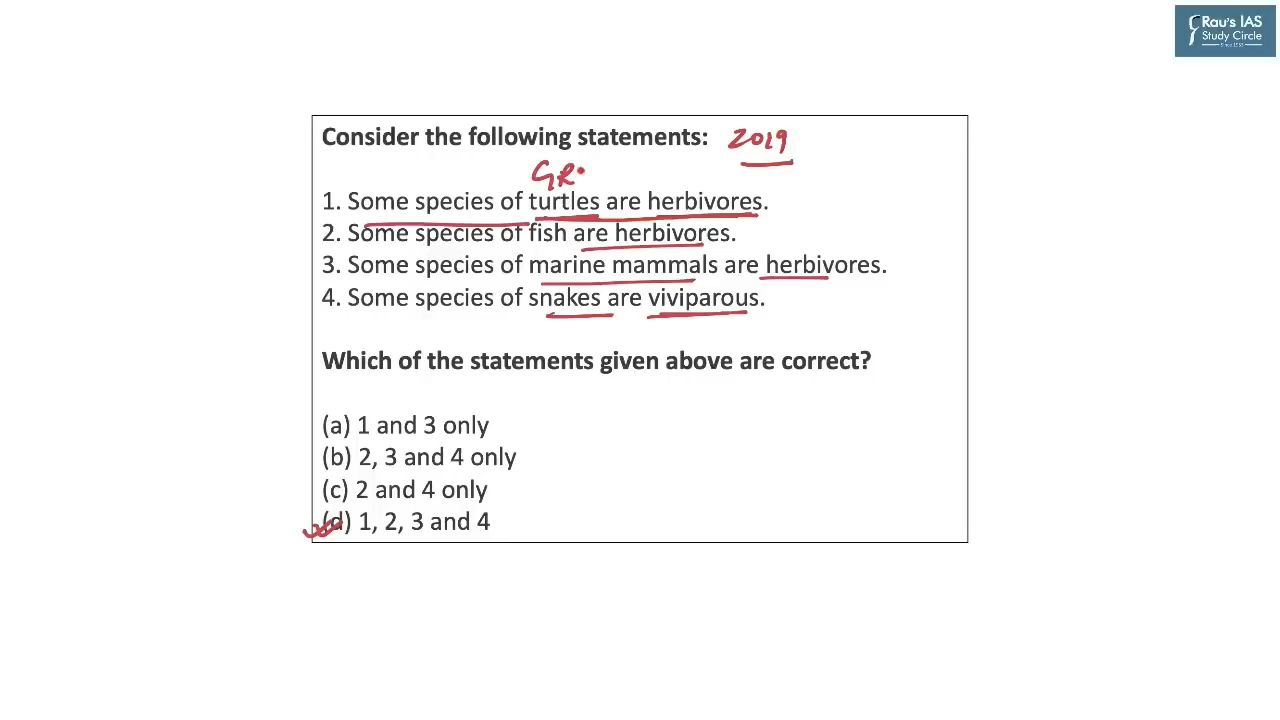 Rau's IAS
Study Circle
Since 1953
Consider the following statements: 2019
GR
1. Some species of turtles are herbivores.
2. Some species of fish are herbivores.
3. Some species of marine mammals are herbivores.
4. Some species of snakes are viviparous.
Which of the statements given above are correct?
(a) 1 and 3 only
(b) 2, 3 and 4 only
(c) 2 and 4 only
(d) 1, 2, 3 and 4